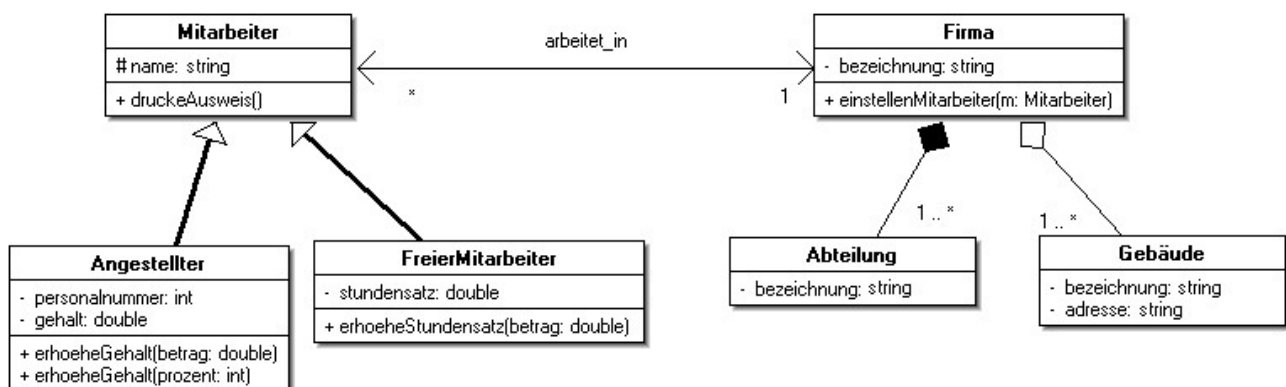 Mitarbeiter
# name: string
+ druckeAusweis()
arbeitet_in
*
1
Firma
- bezeichnung: string
+ einstellenMitarbeiter(m: Mitarbeiter)
1 .. *
1 .. *
Angestellter
- personalnummer: int
- gehalt: double
+ erhoeheGehalt(betrag: double)
+ erhoeheGehalt(prozent: int)
FreierMitarbeiter
- stundensatz: double
+ erhoeheStundensatz(betrag: double)
Abteilung
- bezeichnung: string
Gebäude
- bezeichnung: string
- adresse: string